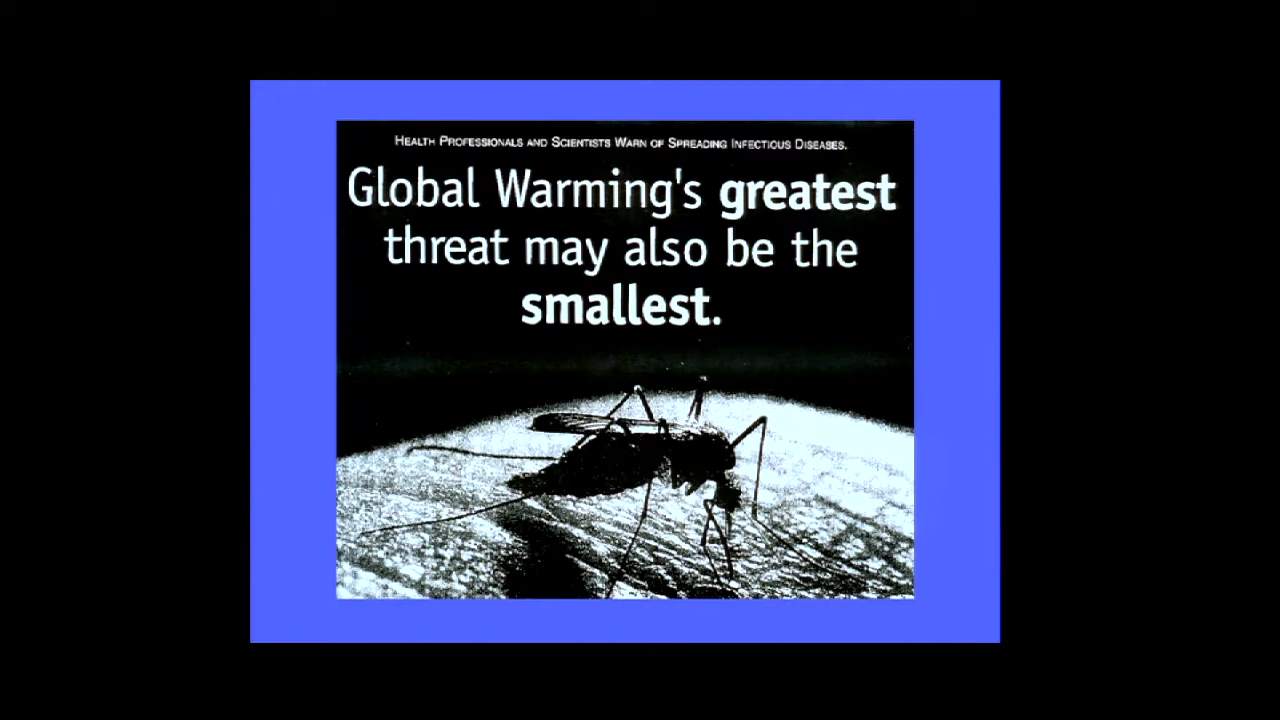 HEALTH PROFESSIONALS AND SCIENTISTS WARN OF SPREADING INFECTIOUS DISEASES.
Global Warming's greatest
threat may also be the
smallest.